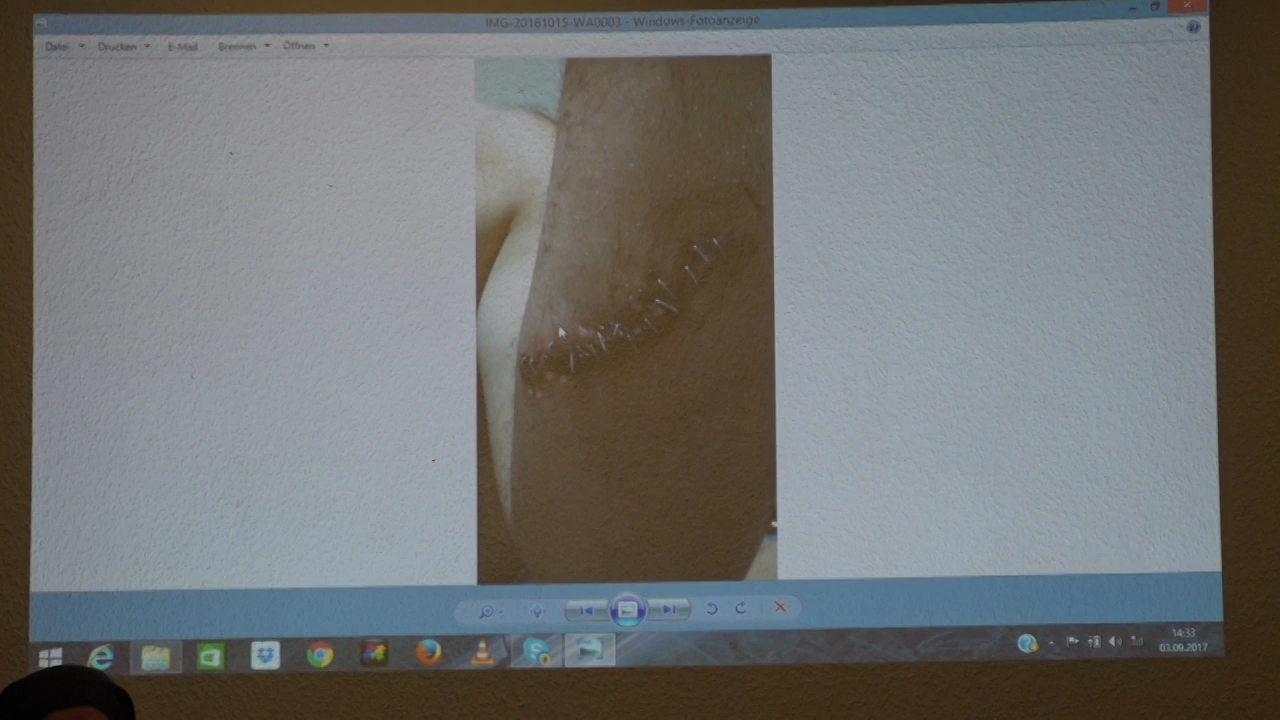 IMG-20161015-WA0003 - Windows-Fotoanzeige
Datei Drucken E-Mail Brennen Öffnen
14:33
03.09.2017